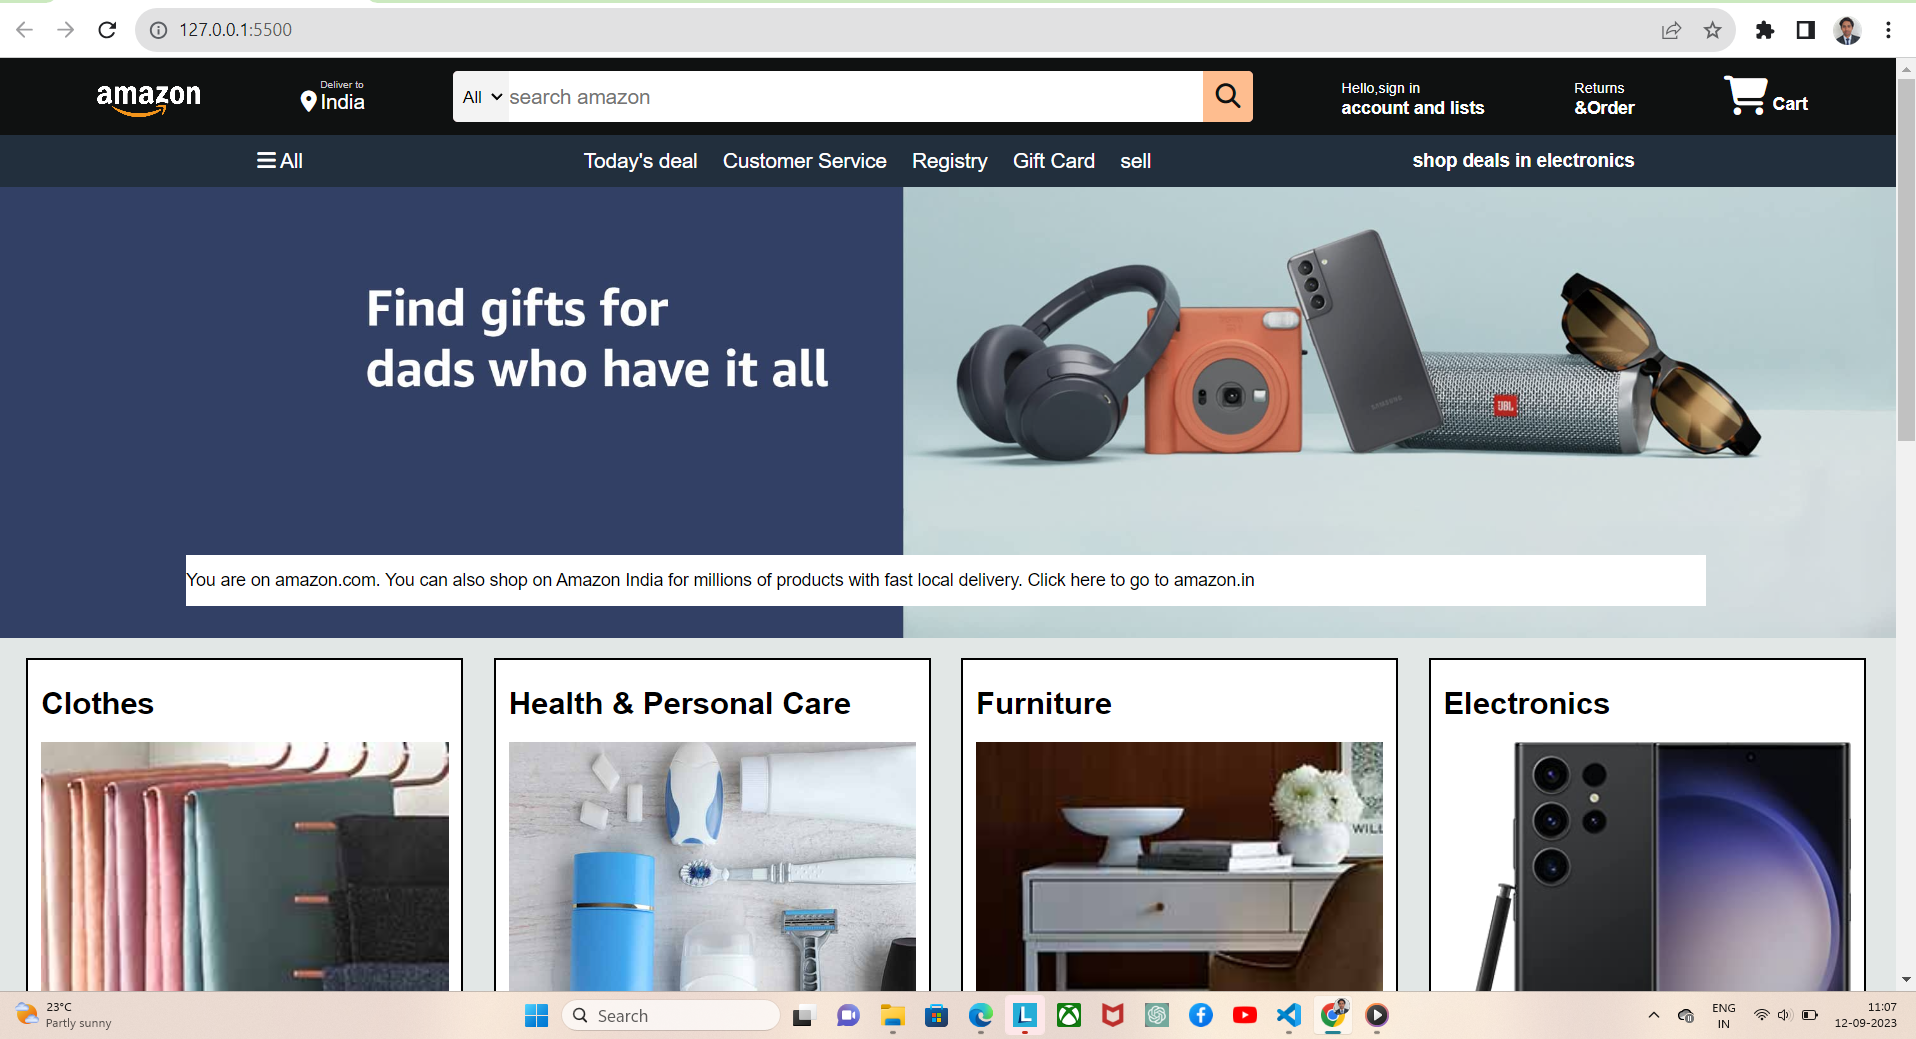 127.0.0.1:5500
amazon
Deliver to
India
All
search amazon
Hello,sign in
account and lists
Returns
&Order
Cart
All
Today's deal
Customer Service
Registry
Gift Card
sell
shop deals in electronics
Find gifts for
dads who have it all
SAMSUNG
JBL
You are on amazon.com. You can also shop on Amazon India for millions of products with fast local delivery. Click here to go to amazon.in
Clothes
Health & Personal Care
Furniture
Electronics
WILL
23°C
Partly sunny
Search
L
ENG
IN
11:07
12-09-2023